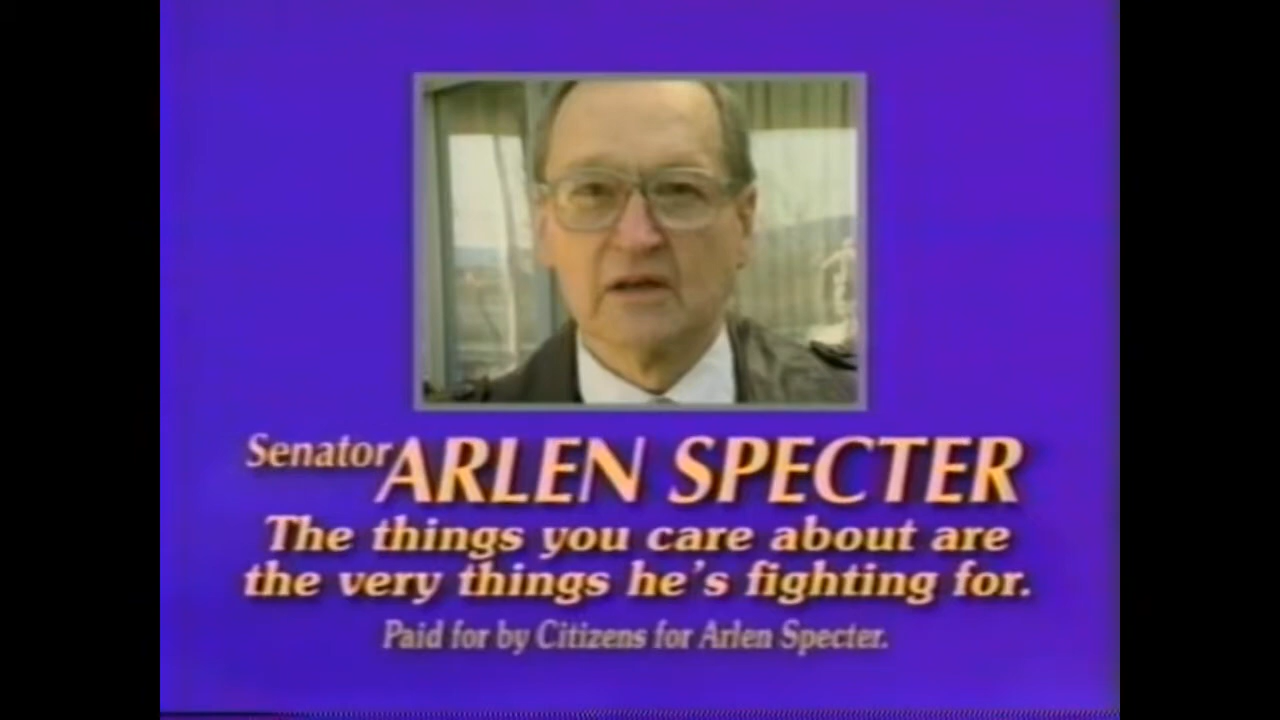 Senator ARLEN SPECTER
The things you care about are
the very things he's fighting for.
Paid for by Citizens for Arlen Specter.